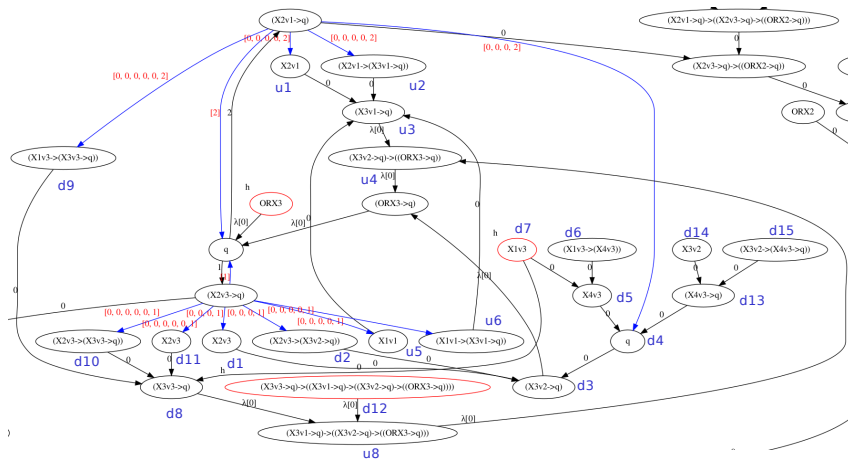 (X2v1->q)
(X2v1->q)->((X2v3->q)->((ORX2->q)))
[0, 0, 0, 0, 2]
[0, 0, 0, 0, 2]
[0, 0, 0, 2]
0
0
[0, 0, 0, 0, 0, 2]
X2v1
u1
(X2v1->(X3v1->q))
u2
(X2v3->q)->((ORX2->q))
0
0
0
[2]
2
(X3v1->q)
u3
ORX2
λ[0]
0
(X1v3->(X3v3->q))
d9
(X3v2->q)->((ORX3->q))
u4
λ[0]
h
ORX3
(ORX3->q)
λ[0]
0
λ[0]
0
h
d7
X1v3
d6
(X1v3->(X4v3))
d14
X3v2
d15
(X3v2->(X4v3->q))
q
1
[1]
λ[0]
0
0
0
0
(X2v3->q)
X4v3
d5
(X4v3->q)
d13
0
0
0
0
[0, 0, 0, 0, 0, 1]
[0, 0, 0, 0, 0, 1]
[0, 0, 0, 1]
[0, 0, 0, 0, 1]
[0, 0, 0, 0, 1]
u6
(X2v3->(X3v3->q))
d10
X2v3
d11
X2v3
d1
(X2v3->(X3v2->q))
d2
X1v1
u5
(X1v1->(X3v1->q))
q
d4
0
0
h
0
0
0
(X3v3->q)
d8
(X3v3->q)->((X3v1->q)->((X3v2->q)->((ORX3->q))))
d12
(X3v2->q)
d3
λ[0]
λ[0]
λ[0]
(X3v1->q)->((X3v2->q)->((ORX3->q)))
u8